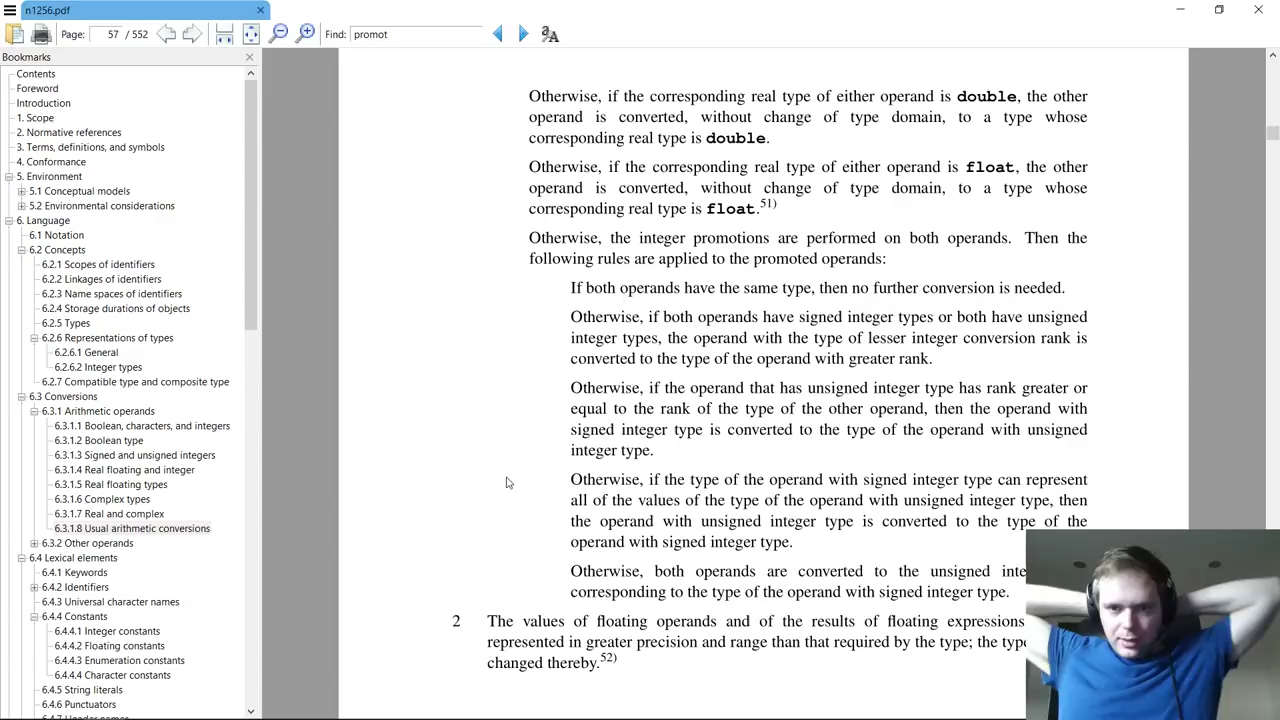 n1256.pdf
Page: 57 / 552 Find: promot
Bookmarks
Contents
Foreword
Introduction
1. Scope
2. Normative references
3. Terms, definitions, and symbols
4. Conformance
5. Environment
5.1 Conceptual models
5.2 Environmental considerations
6. Language
6.1 Notation
6.2 Concepts
6.2.1 Scopes of identifiers
6.2.2 Linkages of identifiers
6.2.3 Name spaces of identifiers
6.2.4 Storage durations of objects
6.2.5 Types
6.2.6 Representations of types
6.2.6.1 General
6.2.6.2 Integer types
6.2.7 Compatible type and composite type
6.3 Conversions
6.3.1 Arithmetic operands
6.3.1.1 Boolean, characters, and integers
6.3.1.2 Boolean type
6.3.1.3 Signed and unsigned integers
6.3.1.4 Real floating and integer
6.3.1.5 Real floating types
6.3.1.6 Complex types
6.3.1.7 Real and complex
6.3.1.8 Usual arithmetic conversions
6.3.2 Other operands
6.4 Lexical elements
6.4.1 Keywords
6.4.2 Identifiers
6.4.3 Universal character names
6.4.4 Constants
6.4.4.1 Integer constants
6.4.4.2 Floating constants
6.4.4.3 Enumeration constants
6.4.4.4 Character constants
6.4.5 String literals
6.4.6 Punctuators
6.4.7 Header names
Otherwise, if the corresponding real type of either operand is double, the other
operand is converted, without change of type domain, to a type whose
corresponding real type is double.
Otherwise, if the corresponding real type of either operand is float, the other
operand is converted, without change of type domain, to a type whose
corresponding real type is float.51)
Otherwise, the integer promotions are performed on both operands. Then the
following rules are applied to the promoted operands:
If both operands have the same type, then no further conversion is needed.
Otherwise, if both operands have signed integer types or both have unsigned
integer types, the operand with the type of lesser integer conversion rank is
converted to the type of the operand with greater rank.
Otherwise, if the operand that has unsigned integer type has rank greater or
equal to the rank of the type of the other operand, then the operand with
signed integer type is converted to the type of the operand with unsigned
integer type.
Otherwise, if the type of the operand with signed integer type can represent
all of the values of the type of the operand with unsigned integer type, then
the operand with unsigned integer type is converted to the type of the
operand with signed integer type.
Otherwise, both operands are converted to the unsigned inte
corresponding to the type of the operand with signed integer type.
2 The values of floating operands and of the results of floating expressions
represented in greater precision and range than that required by the type; the type
changed thereby.52)